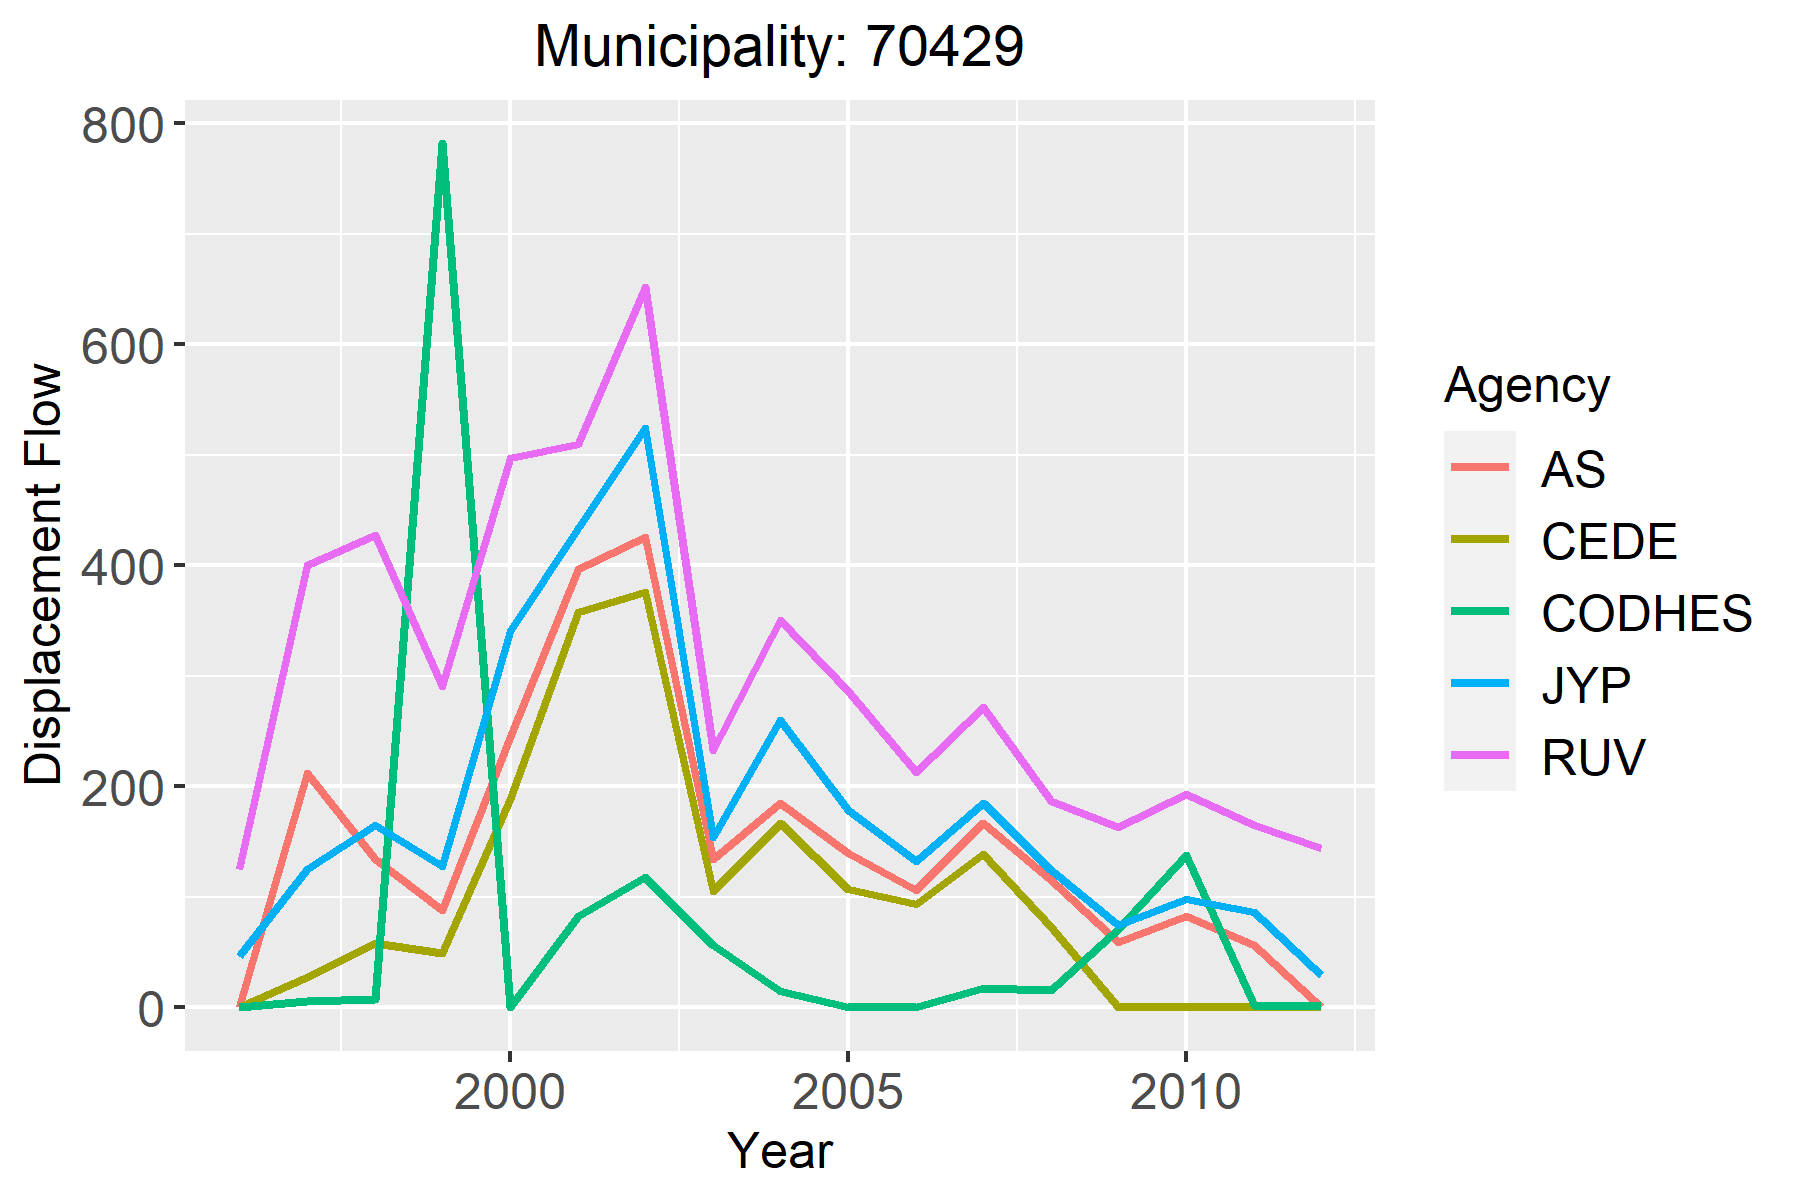 Municipality: 70429
Displacement Flow
800
600
400
200
0
2000 2005 2010
Year
Agency
AS
CEDE
CODHES
JYP
RUV